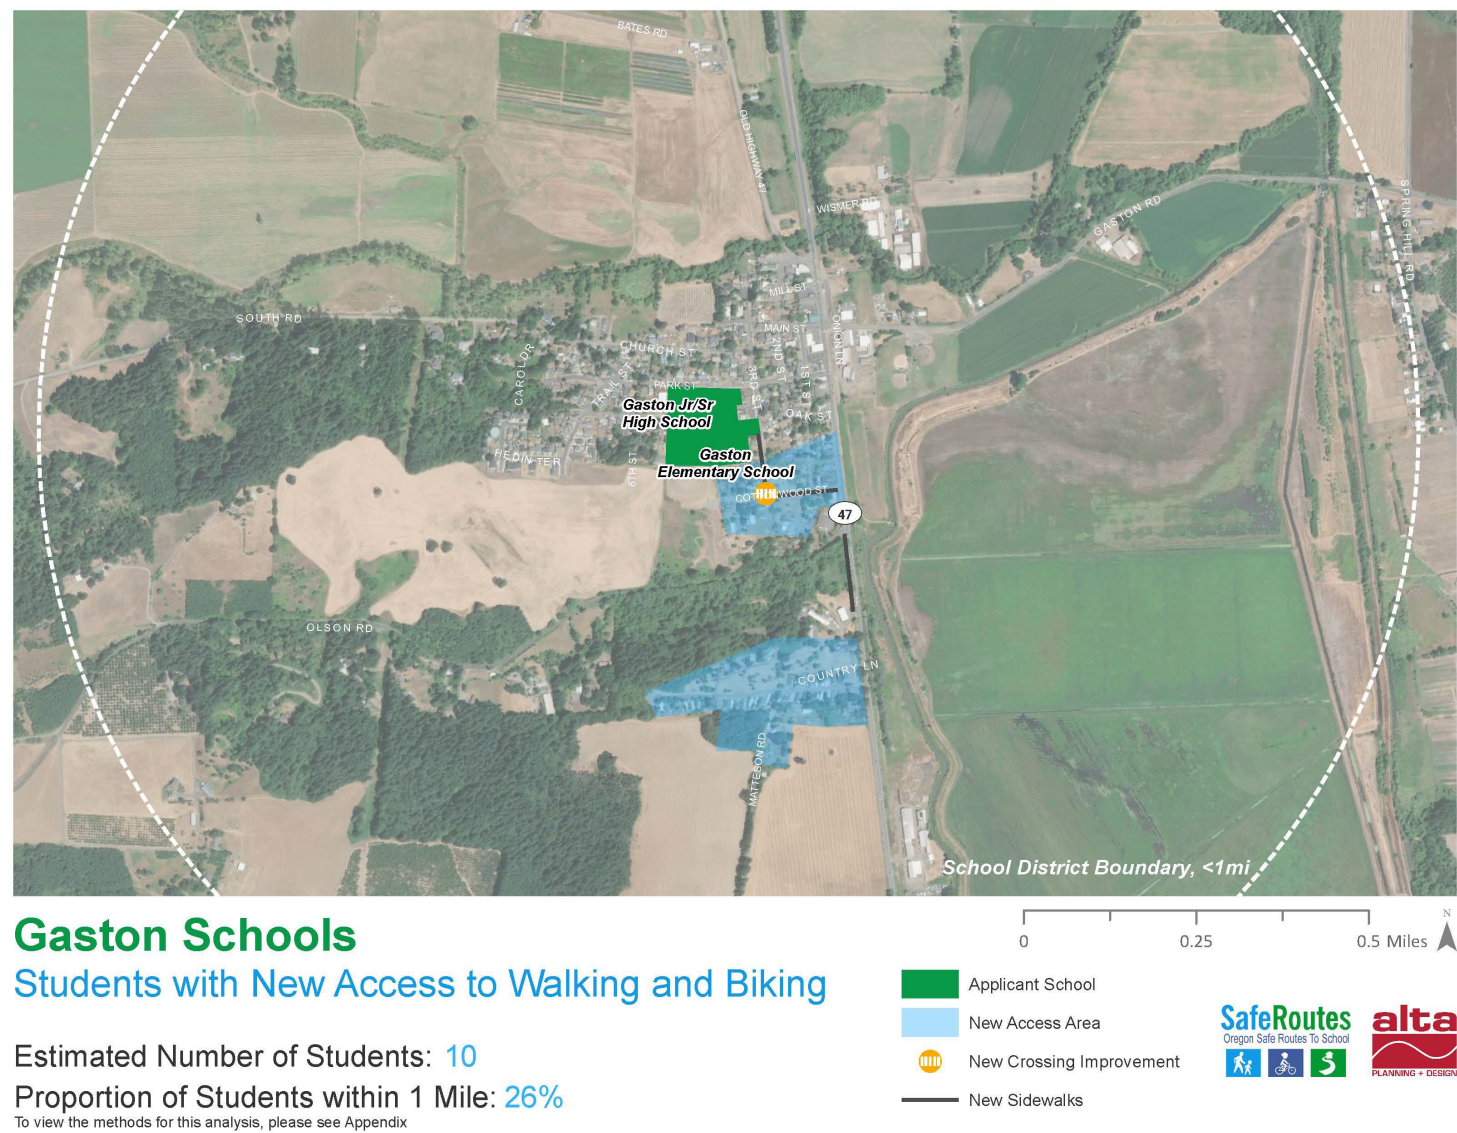 BATES RD
OLD HIGHWAY 47
WISMER RD
GASTON RD
SPRING HILL RD
MILL ST
SOUTH RD
MAIN ST
ONION LN
CHURCH ST
2ND ST
CAROL DR
TRAIL ST
PARK ST
3RD ST
1ST ST
Gaston Jr/Sr
High School
OAK ST
HEDIN TER
6TH ST
Gaston
Elementary School
COTTONWOOD ST
47
OLSON RD
COUNTRY LN
MATTESON RD
School District Boundary, <1mi
Gaston Schools
Students with New Access to Walking and Biking
Estimated Number of Students: 10
Proportion of Students within 1 Mile: 26%
To view the methods for this analysis, please see Appendix
0 0.25 0.5 Miles
N
Applicant School
New Access Area
New Crossing Improvement
New Sidewalks
SafeRoutes
Oregon Safe Routes To School
alta
PLANNING + DESIGN